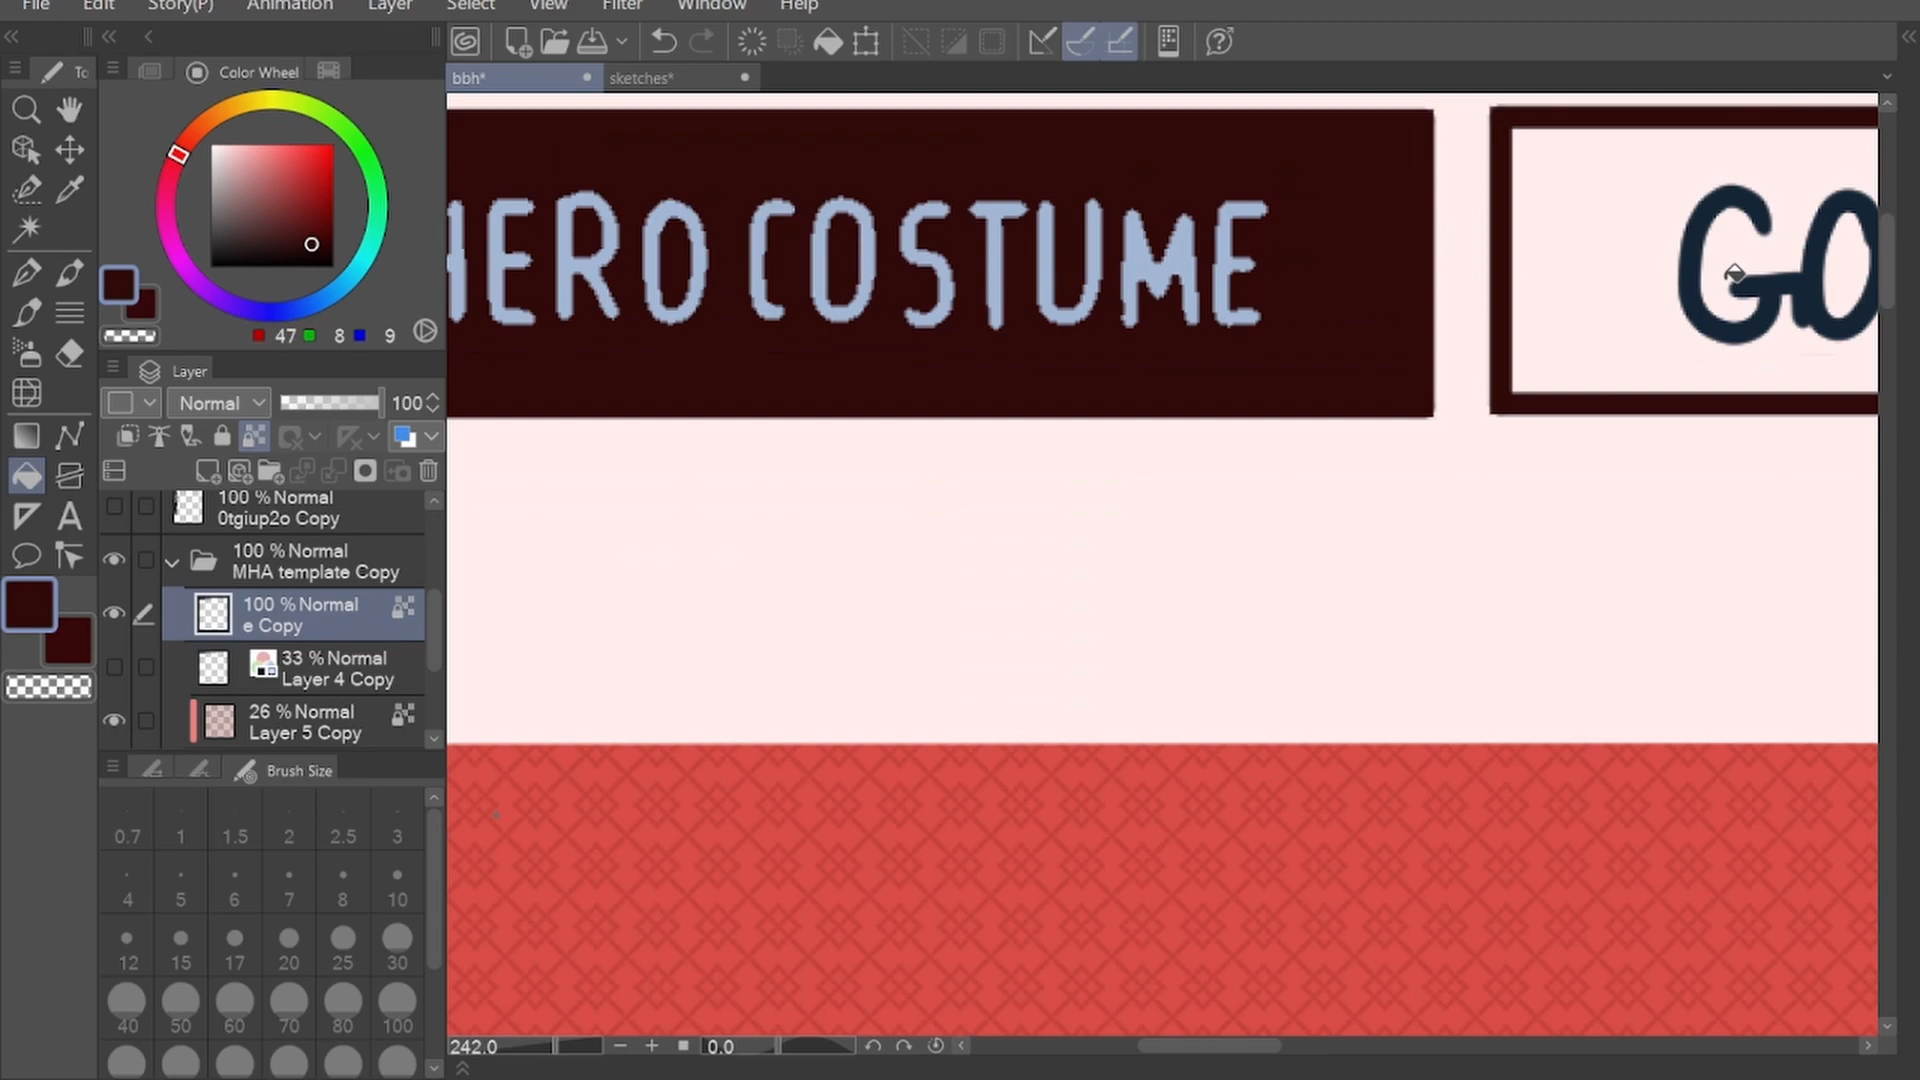 File Edit Story(P) Animation Layer Select View Filter Window Help
bbh* sketches*
To Color Wheel
HERO COSTUME GO
47 8 9
Layer
Normal 100
100 % Normal
0tgiup2o Copy
100 % Normal
MHA template Copy
100 % Normal
e Copy
33 % Normal
Layer 4 Copy
26 % Normal
Layer 5 Copy
Brush Size
0.7 1 1.5 2 2.5 3
4 5 6 7 8 10
12 15 17 20 25 30
40 50 60 70 80 100
242.0 0.0